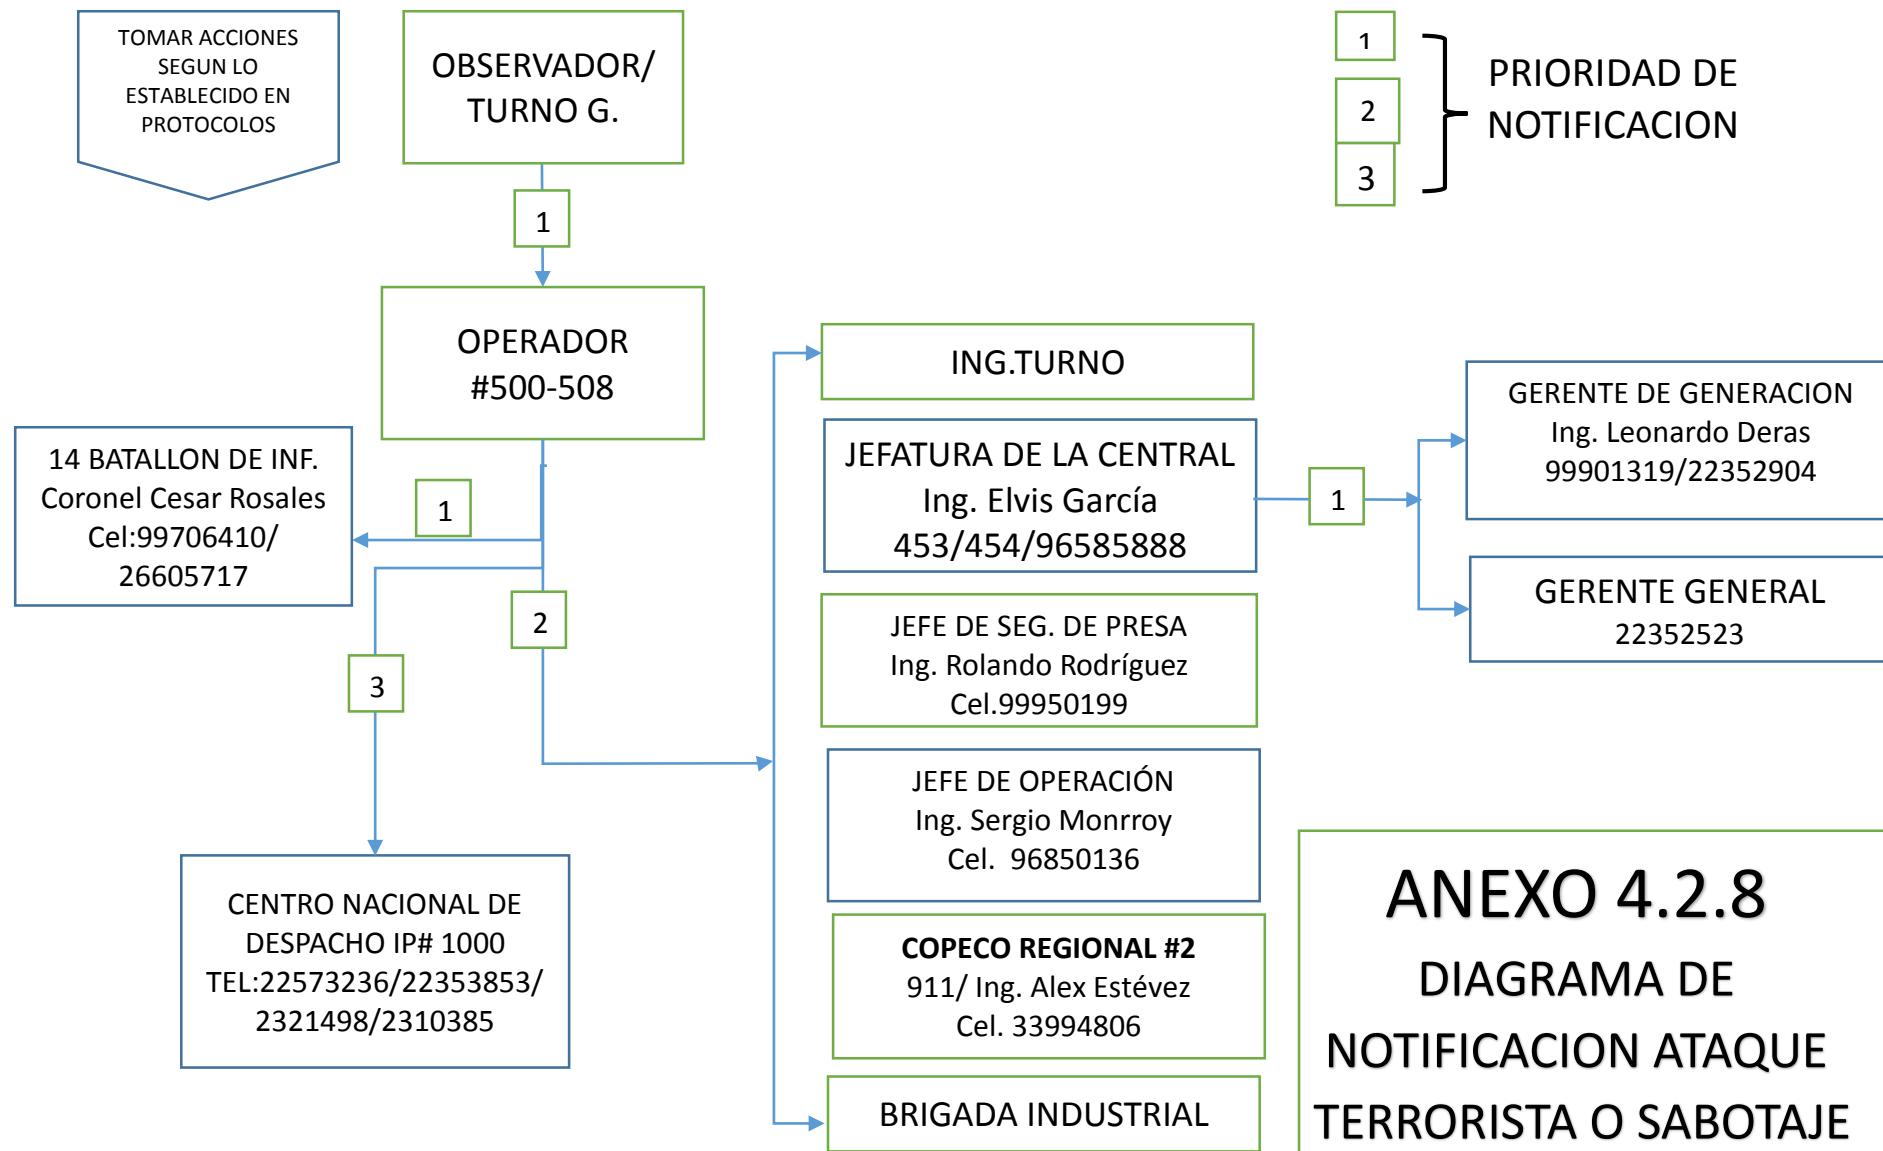 TOMAR ACCIONES
SEGUN LO
ESTABLECIDO EN
PROTOCOLOS
OBSERVADOR/
TURNO G.
1
2
3
PRIORIDAD DE
NOTIFICACION
1
OPERADOR
#500-508
14 BATALLON DE INF.
Coronel Cesar Rosales
Cel:99706410/
26605717
1
2
3
CENTRO NACIONAL DE
DESPACHO IP# 1000
TEL:22573236/22353853/
2321498/2310385
ING.TURNO
JEFATURA DE LA CENTRAL
Ing. Elvis García
453/454/96585888
1
GERENTE DE GENERACION
Ing. Leonardo Deras
99901319/22352904
GERENTE GENERAL
22352523
JEFE DE SEG. DE PRESA
Ing. Rolando Rodríguez
Cel.99950199
JEFE DE OPERACIÓN
Ing. Sergio Monrroy
Cel. 96850136
COPECO REGIONAL #2
911/ Ing. Alex Estévez
Cel. 33994806
BRIGADA INDUSTRIAL
ANEXO 4.2.8
DIAGRAMA DE
NOTIFICACION ATAQUE
TERRORISTA O SABOTAJE